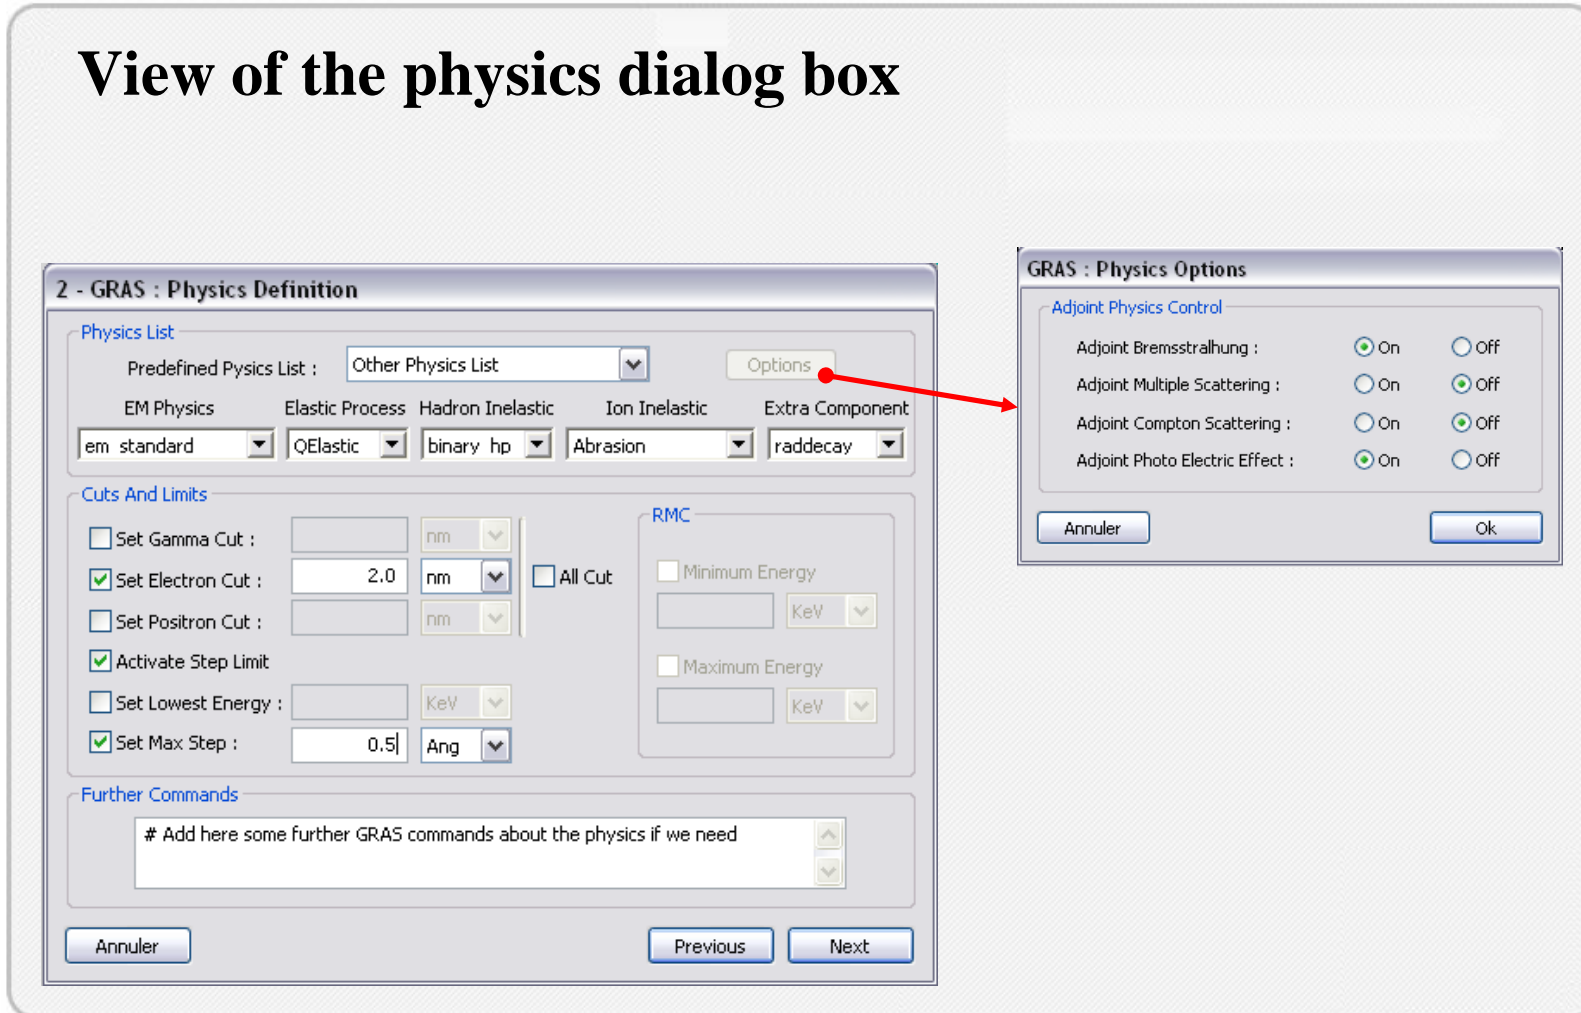 View of the physics dialog box
2 - GRAS : Physics Definition
Physics List
Predefined Pysics List : Other Physics List Options
EM Physics Elastic Process Hadron Inelastic Ion Inelastic Extra Component
em standard QElastic binary hp Abrasion raddecay
Cuts And Limits
Set Gamma Cut : nm
Set Electron Cut : 2.0 nm All Cut
Set Positron Cut : nm
Activate Step Limit
Set Lowest Energy : KeV
Set Max Step : 0.5 Ang
RMC
Minimum Energy
KeV
Maximum Energy
KeV
Further Commands
# Add here some further GRAS commands about the physics if we need
Annuler Previous Next
GRAS : Physics Options
Adjoint Physics Control
Adjoint Bremsstralhung : On Off
Adjoint Multiple Scattering : On Off
Adjoint Compton Scattering : On Off
Adjoint Photo Electric Effect : On Off
Annuler Ok